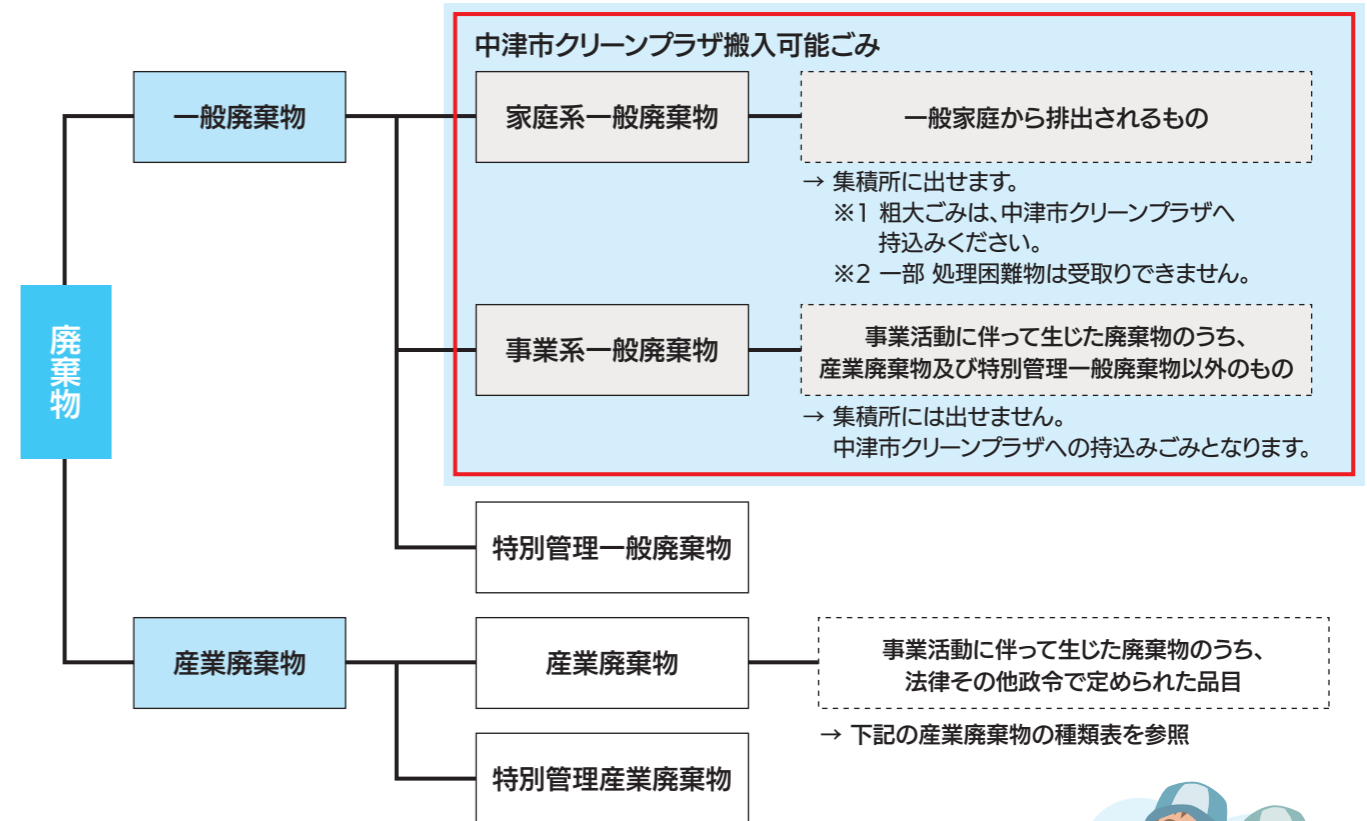 中津市クリーンプラザ搬入可能ごみ
一般廃棄物
家庭系一般廃棄物
一般家庭から排出されるもの
→ 集積所に出せます。
※1 粗大ごみは、中津市クリーンプラザへ
持込みください。
※2 一部 処理困難物は受取りできません。
廃棄物
事業系一般廃棄物
事業活動に伴って生じた廃棄物のうち、
産業廃棄物及び特別管理一般廃棄物以外のもの
→ 集積所には出せません。
中津市クリーンプラザへの持込みごみとなります。
特別管理一般廃棄物
産業廃棄物
産業廃棄物
事業活動に伴って生じた廃棄物のうち、
法律その他政令で定められた品目
→ 下記の産業廃棄物の種類表を参照
特別管理産業廃棄物